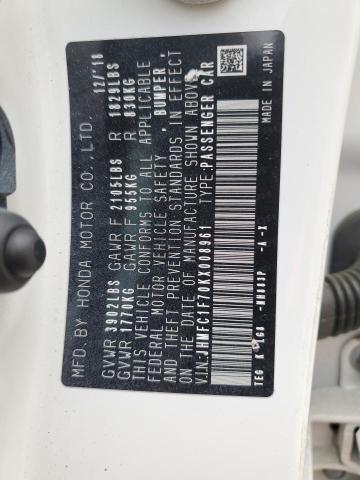 MFD. BY HONDA MOTOR CO., LTD. 12/'18
GVWR 3902LBS GAWR F 2105LBS R 1829LBS
GVWR 1770KG GAWR F 955KG R 830KG
THIS VEHICLE CONFORMS TO ALL APPLICABLE
FEDERAL MOTOR VEHICLE SAFETY, BUMPER,
AND THEFT PREVENTION STANDARDS IN EFFECT
ON THE DATE OF MANUFACTURE SHOWN ABOVE.
V.I.N:JHMFC1F70KX008961 TYPE:PASSENGER CAR
TEG K -NH883P -A -X MADE IN JAPAN